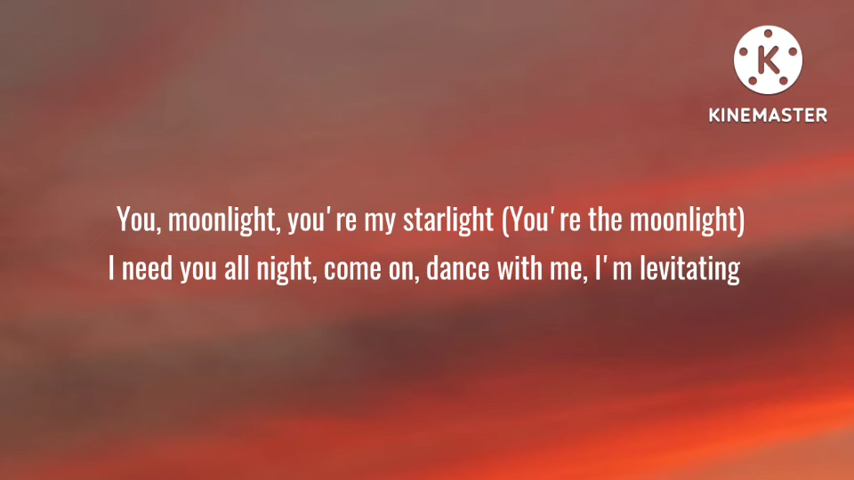 KINEMASTER
You, moonlight, you're my starlight (You're the moonlight)
I need you all night, come on, dance with me, I'm levitating